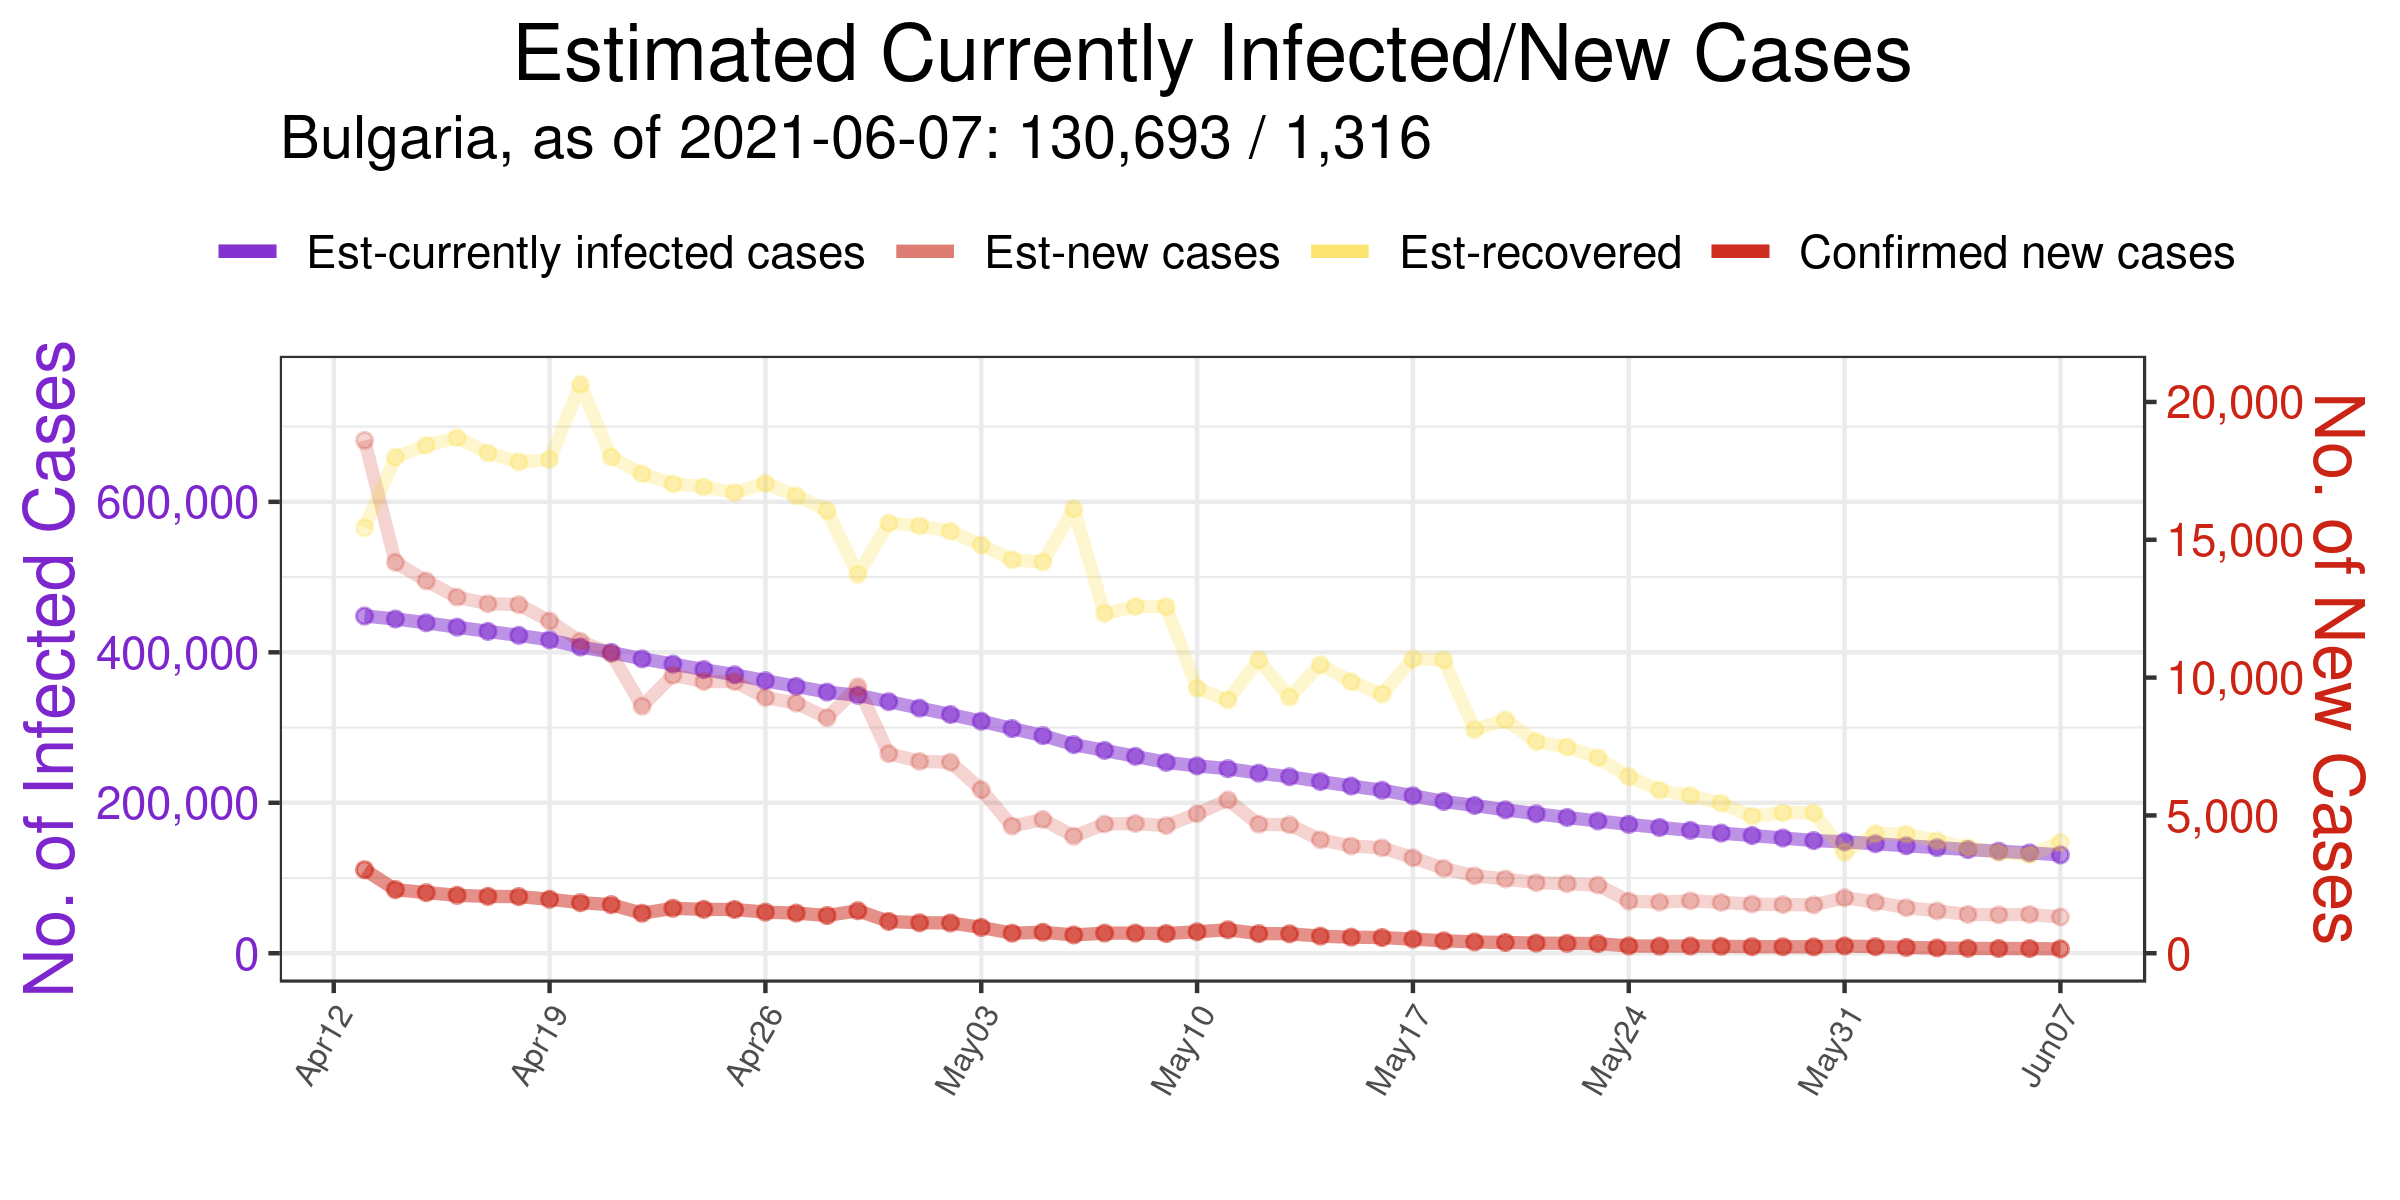 Estimated Currently Infected/New Cases
Bulgaria, as of 2021-06-07: 130,693 / 1,316
Est-currently infected cases Est-new cases Est-recovered Confirmed new cases
No. of Infected Cases
600,000
400,000
200,000
0
20,000
15,000
10,000
5,000
0
No. of New Cases
Apr12 Apr19 Apr26 May03 May10 May17 May24 May31 Jun07